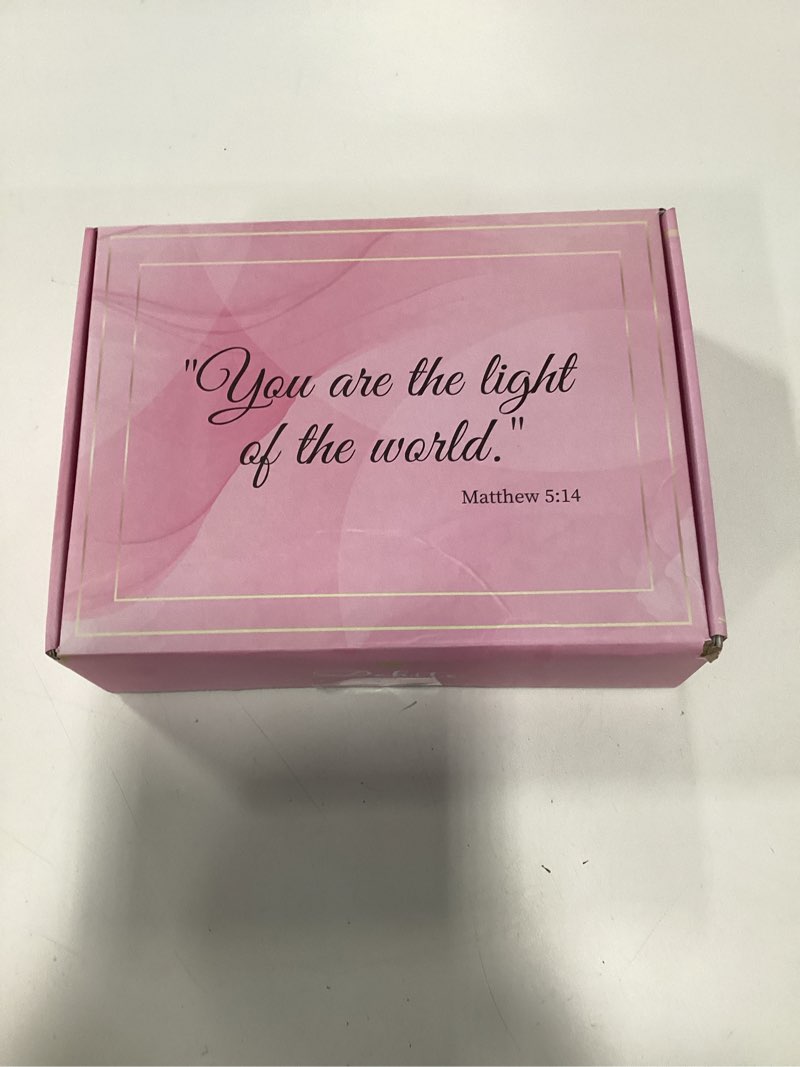 "You are the light
of the world."
Matthew 5:14